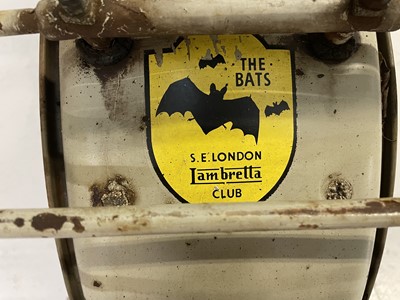 THE
BATS
S.E. LONDON
Lambretta
CLUB